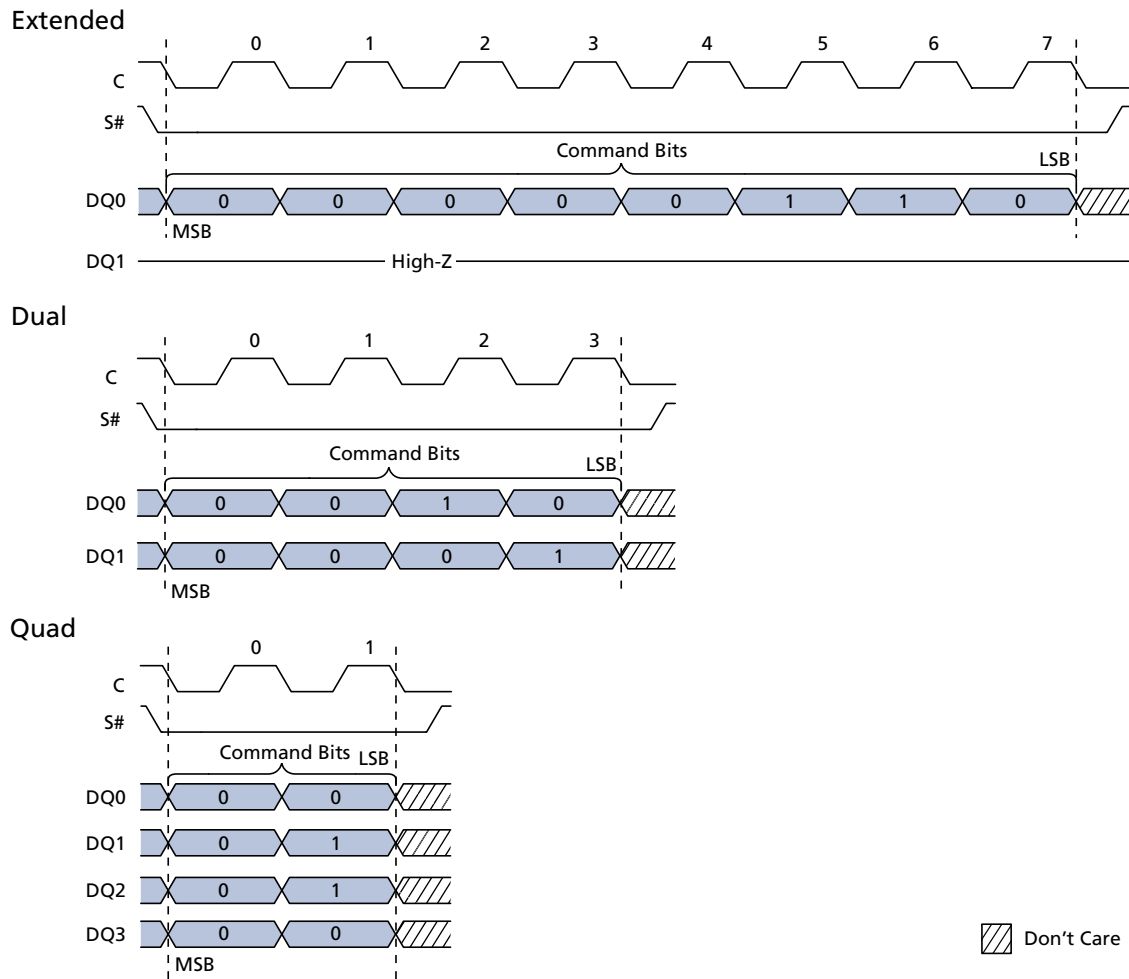 Extended
0 1 2 3 4 5 6 7
C
S#
Command Bits
LSB
DQ0 0 0 0 0 0 1 1 0
MSB
DQ1 High-Z
Dual
0 1 2 3
C
S#
Command Bits
LSB
DQ0 0 0 1 0
DQ1 0 0 0 1
MSB
Quad
0 1
C
S#
Command Bits LSB
DQ0 0 0
DQ1 0 1
DQ2 0 1
DQ3 0 0
MSB
Don't Care